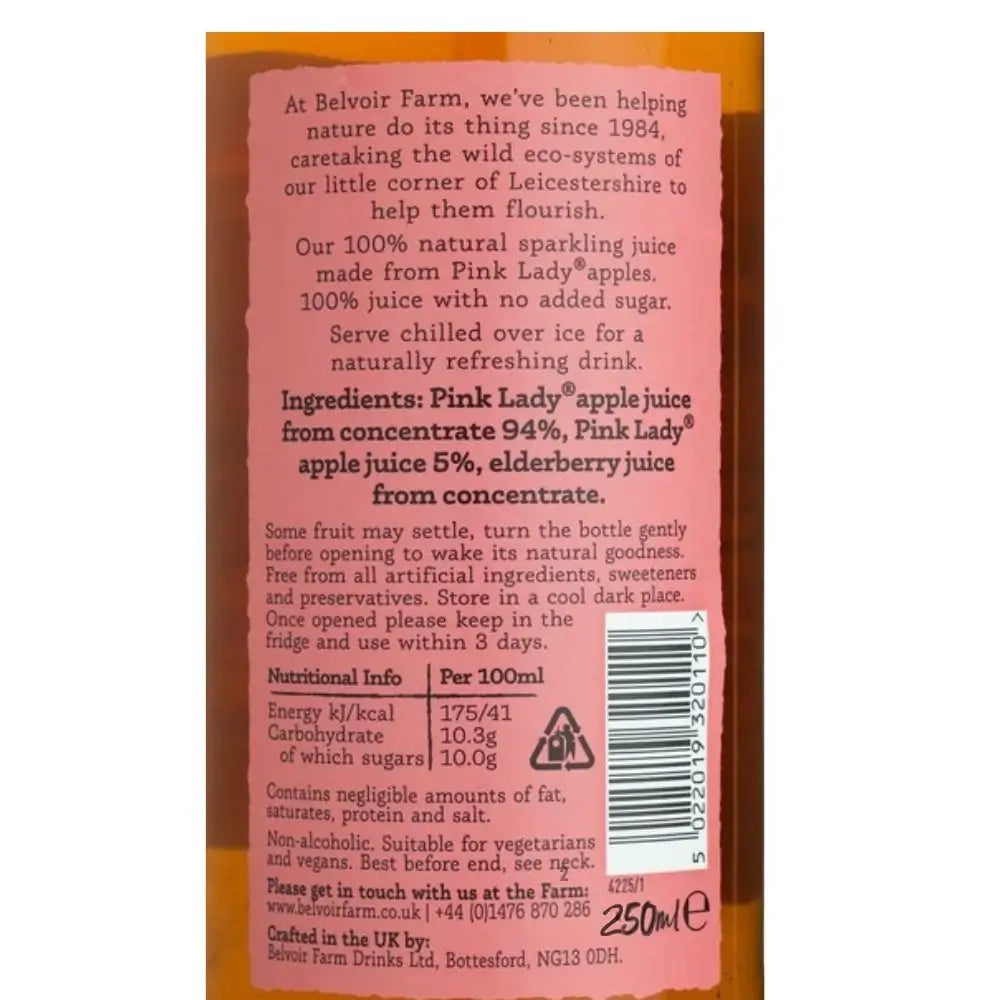 At Belvoir Farm, we've been helping
nature do its thing since 1984,
caretaking the wild eco-systems of
our little corner of Leicestershire to
help them flourish.
Our 100% natural sparkling juice
made from Pink Lady® apples.
100% juice with no added sugar.
Serve chilled over ice for a
naturally refreshing drink.
Ingredients: Pink Lady® apple juice
from concentrate 94%, Pink Lady®
apple juice 5%, elderberry juice
from concentrate.
Some fruit may settle, turn the bottle gently
before opening to wake its natural goodness.
Free from all artificial ingredients, sweeteners
and preservatives. Store in a cool dark place.
Once opened please keep in the
fridge and use within 3 days.
Nutritional Info Per 100ml
Energy kJ/kcal 175/41
Carbohydrate 10.3g
of which sugars 10.0g
Contains negligible amounts of fat,
saturates, protein and salt.
Non-alcoholic. Suitable for vegetarians
and vegans. Best before end, see neck.
2
Please get in touch with us at the Farm:
www.belvoirfarm.co.uk | +44 (0)1476 870 286
Crafted in the UK by:
Belvoir Farm Drinks Ltd, Bottesford, NG13 0DH.
5 022019 320110 >
4225/1
250ml e